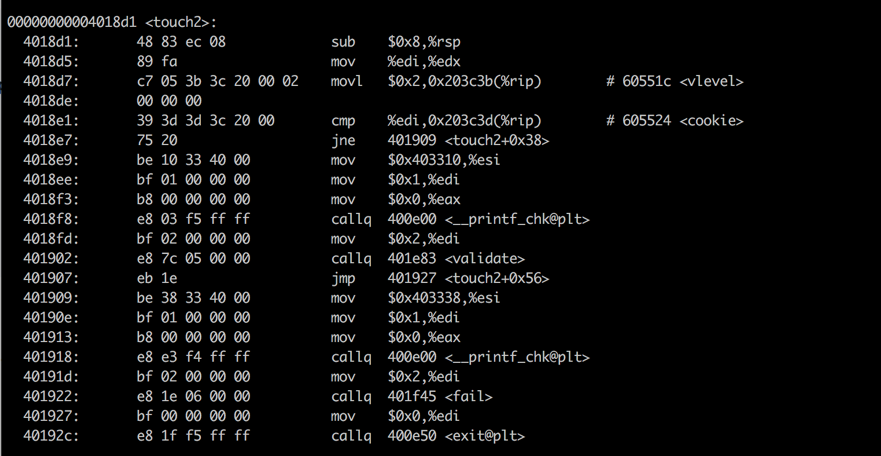 00000000004018d1 <touch2>:
4018d1: 48 83 ec 08 sub $0x8,%rsp
4018d5: 89 fa mov %edi,%edx
4018d7: c7 05 3b 3c 20 00 02 movl $0x2,0x203c3b(%rip) # 60551c <vlevel>
4018de: 00 00 00
4018e1: 39 3d 3d 3c 20 00 cmp %edi,0x203c3d(%rip) # 605524 <cookie>
4018e7: 75 20 jne 401909 <touch2+0x38>
4018e9: be 10 33 40 00 mov $0x403310,%esi
4018ee: bf 01 00 00 00 mov $0x1,%edi
4018f3: b8 00 00 00 00 mov $0x0,%eax
4018f8: e8 03 f5 ff ff callq 400e00 <__printf_chk@plt>
4018fd: bf 02 00 00 00 mov $0x2,%edi
401902: e8 7c 05 00 00 callq 401e83 <validate>
401907: eb 1e jmp 401927 <touch2+0x56>
401909: be 38 33 40 00 mov $0x403338,%esi
40190e: bf 01 00 00 00 mov $0x1,%edi
401913: b8 00 00 00 00 mov $0x0,%eax
401918: e8 e3 f4 ff ff callq 400e00 <__printf_chk@plt>
40191d: bf 02 00 00 00 mov $0x2,%edi
401922: e8 1e 06 00 00 callq 401f45 <fail>
401927: bf 00 00 00 00 mov $0x0,%edi
40192c: e8 1f f5 ff ff callq 400e50 <exit@plt>